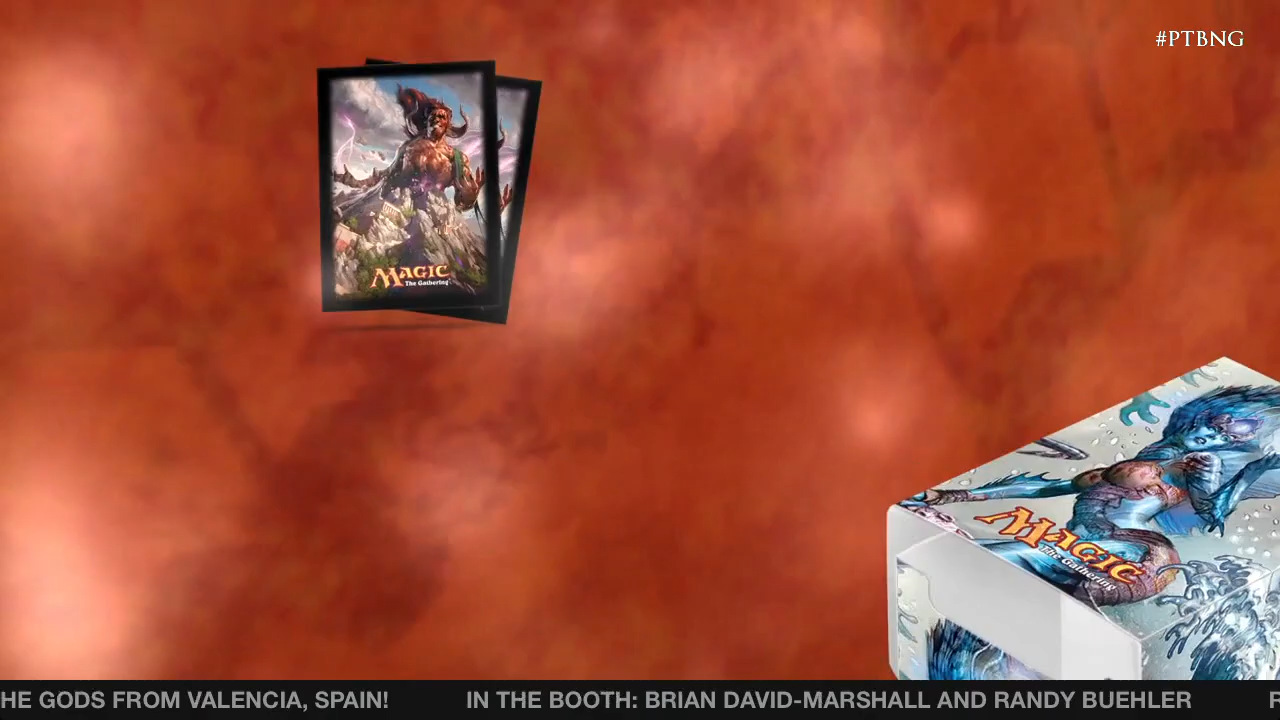 #PTBNG
MAGIC
The Gathering
MAGIC
The Gathering
HE GODS FROM VALENCIA, SPAIN!
IN THE BOOTH: BRIAN DAVID-MARSHALL AND RANDY BUEHLER